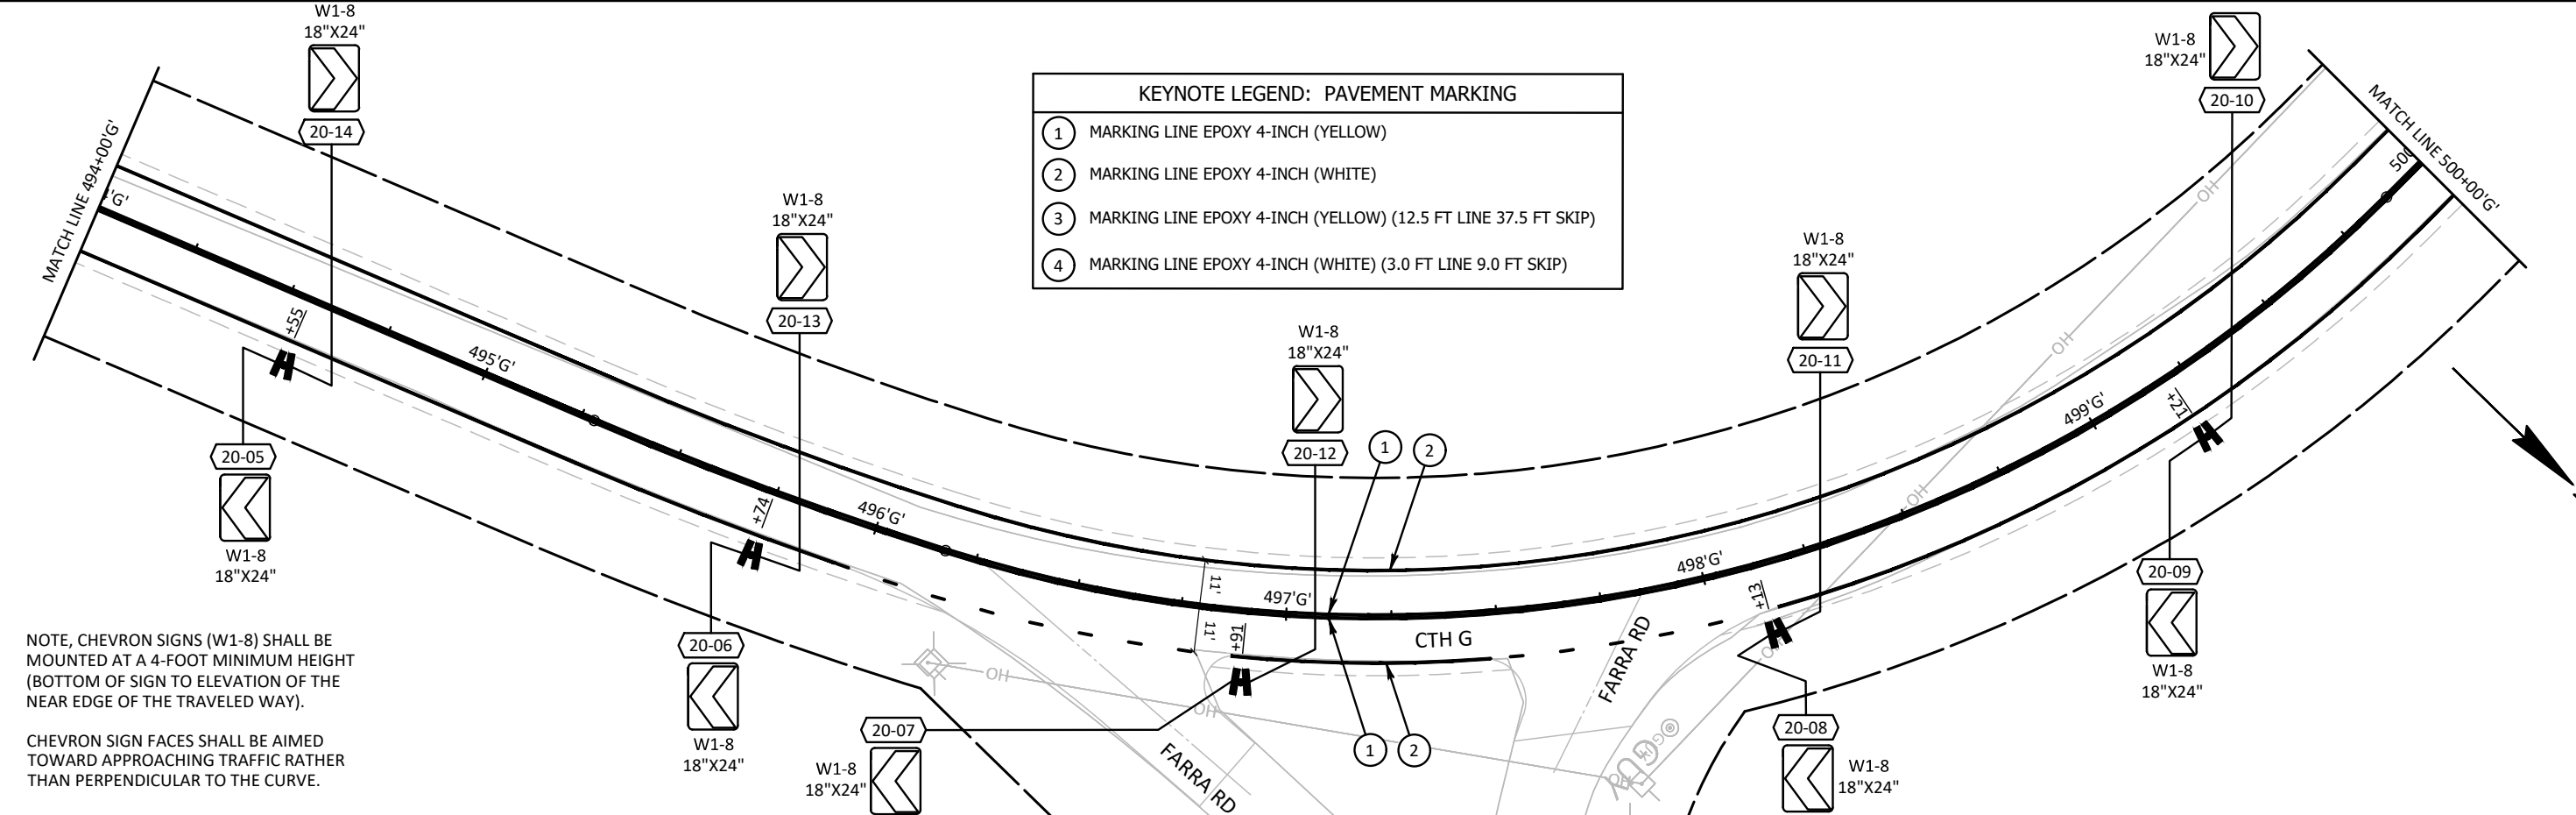 W1-8
18"X24"
20-14
MATCH LINE 494+00'G'
'G'
+55
495'G'
20-05
W1-8
18"X24"
W1-8
18"X24"
20-13
+74
496'G'
20-06
W1-8
18"X24"
NOTE, CHEVRON SIGNS (W1-8) SHALL BE
MOUNTED AT A 4-FOOT MINIMUM HEIGHT
(BOTTOM OF SIGN TO ELEVATION OF THE
NEAR EDGE OF THE TRAVELED WAY).
CHEVRON SIGN FACES SHALL BE AIMED
TOWARD APPROACHING TRAFFIC RATHER
THAN PERPENDICULAR TO THE CURVE.
KEYNOTE LEGEND: PAVEMENT MARKING
1 MARKING LINE EPOXY 4-INCH (YELLOW)
2 MARKING LINE EPOXY 4-INCH (WHITE)
3 MARKING LINE EPOXY 4-INCH (YELLOW) (12.5 FT LINE 37.5 FT SKIP)
4 MARKING LINE EPOXY 4-INCH (WHITE) (3.0 FT LINE 9.0 FT SKIP)
W1-8
18"X24"
20-12
1
2
11'
11'
497'G'
+91
CTH G
498'G'
+13
20-07
W1-8
18"X24"
1
2
OH
OH
OH
FARRA RD
FARRA RD
W1-8
18"X24"
20-11
20-08
W1-8
18"X24"
OH
OH
OH
OH
499'G'
+21
W1-8
18"X24"
20-10
20-09
W1-8
18"X24"
500
MATCH LINE 500+00'G'